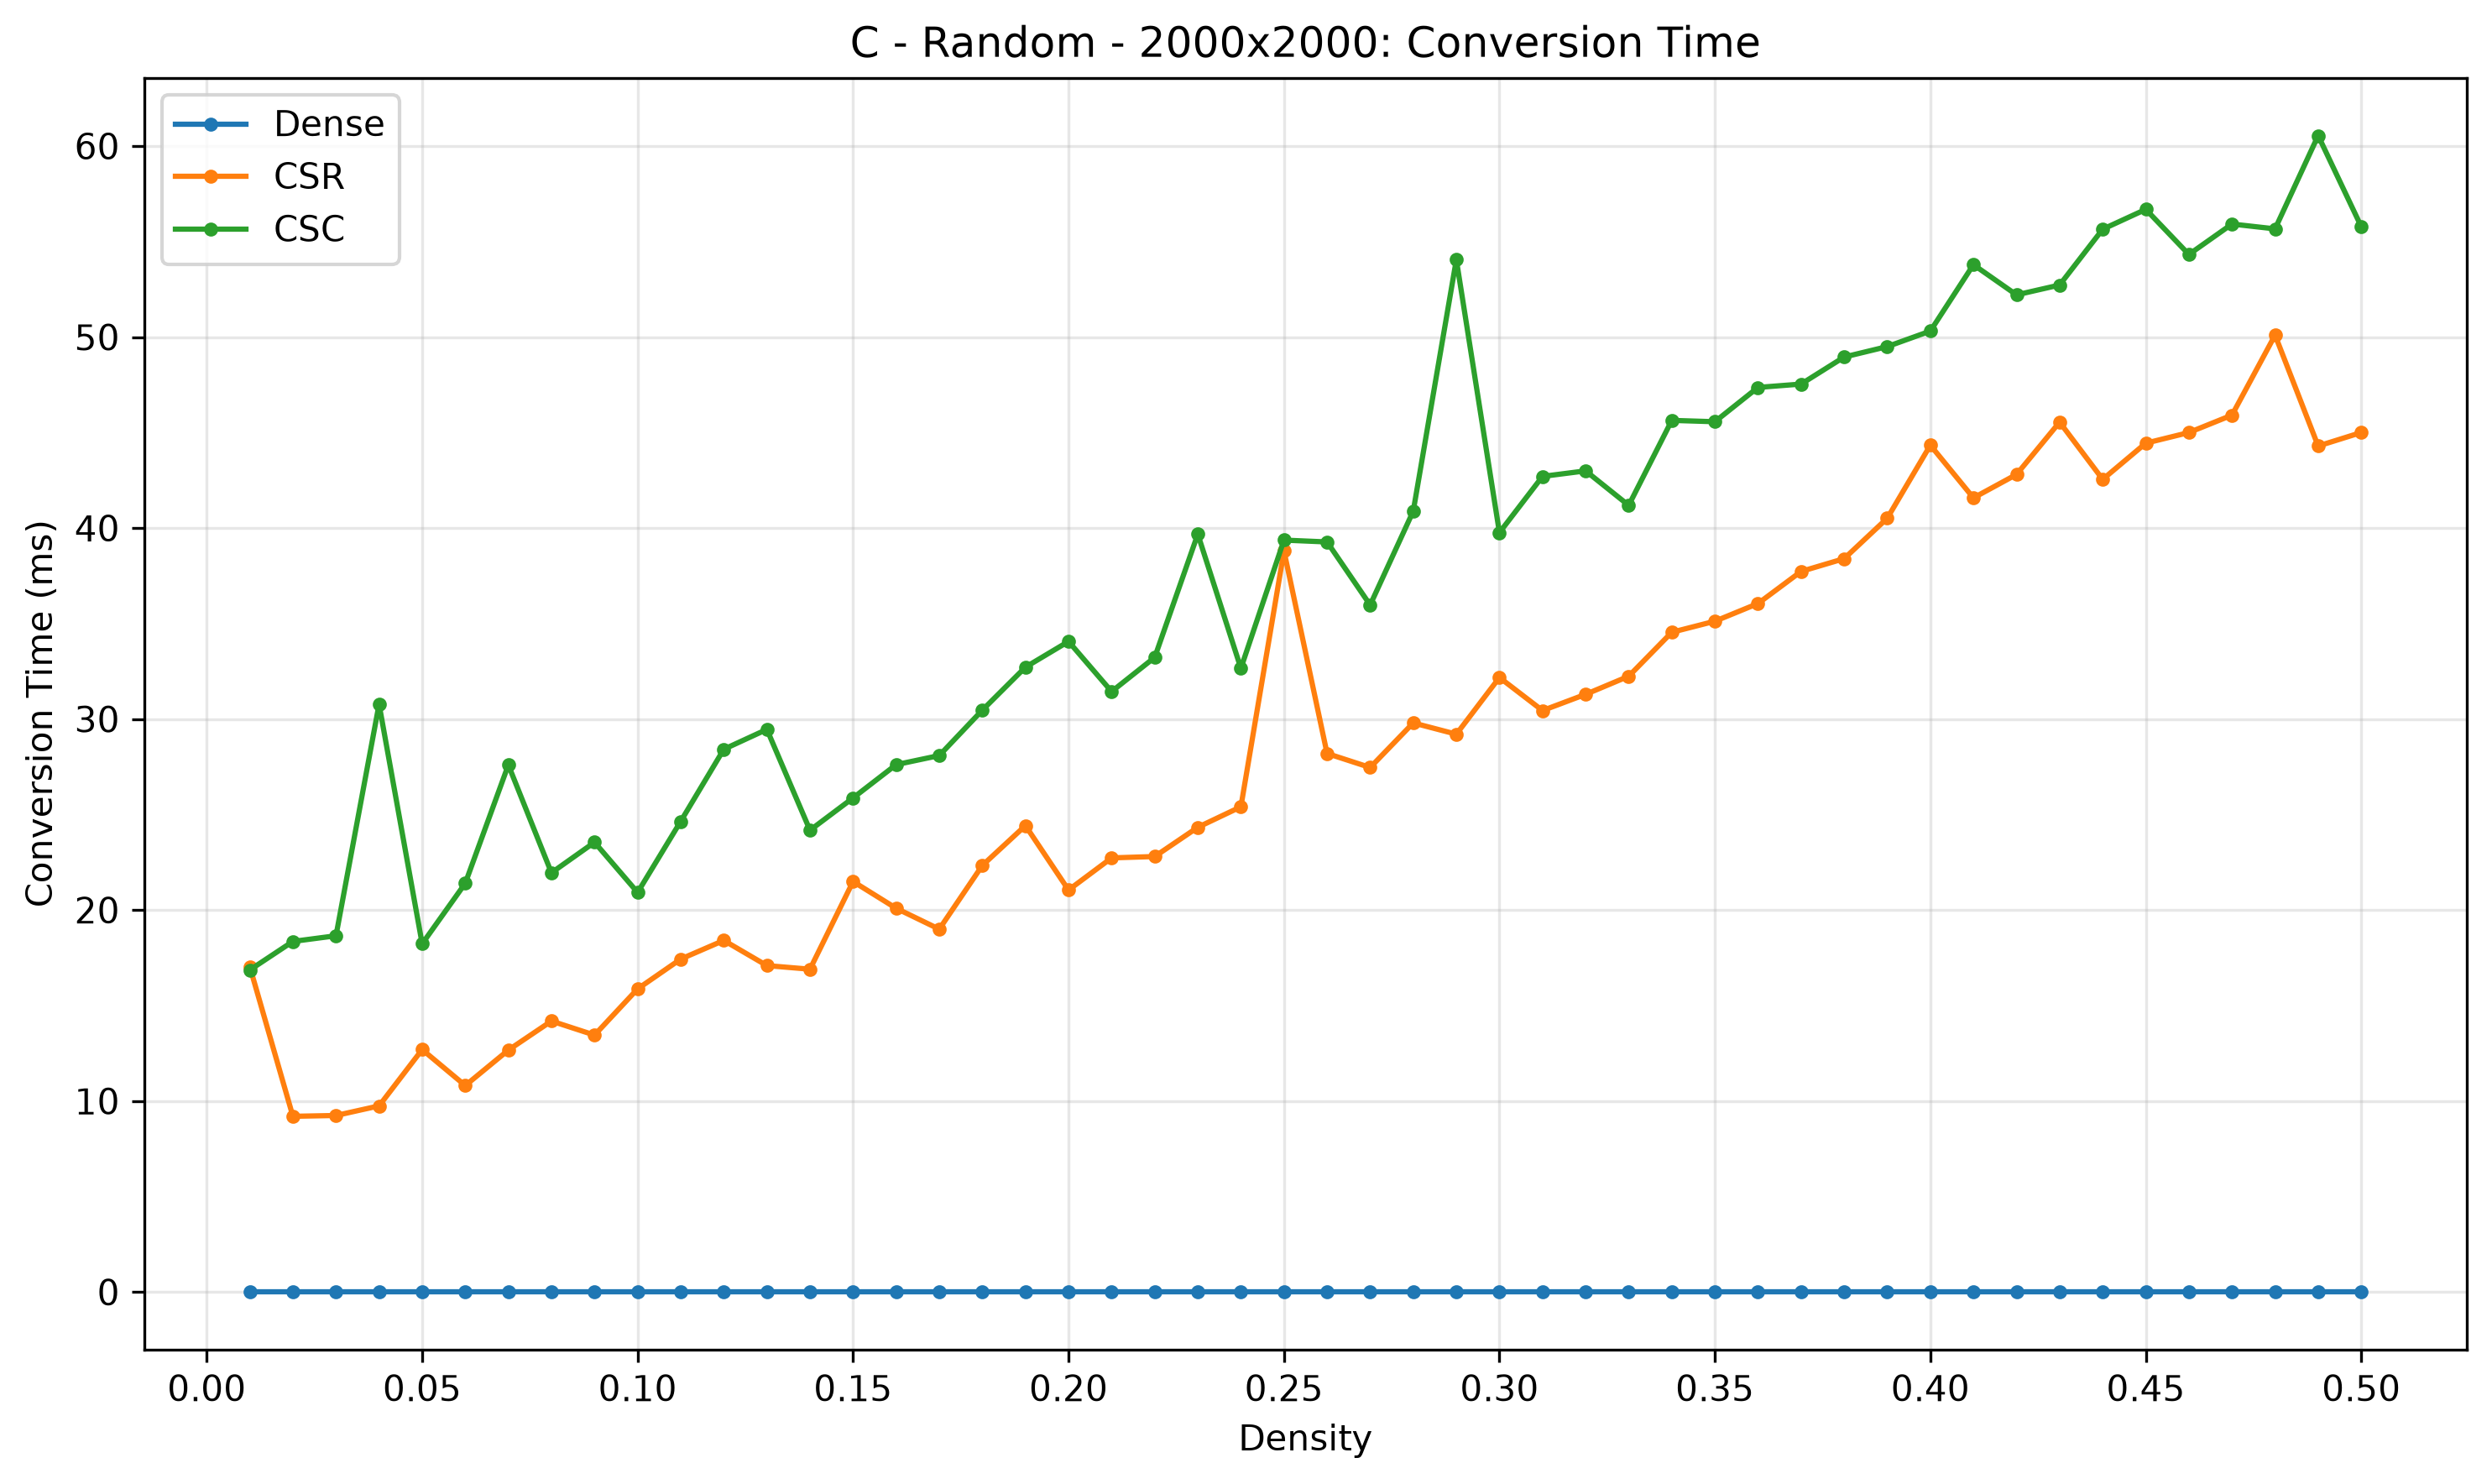 C - Random - 2000x2000: Conversion Time
Dense
CSR
CSC
60
50
40
30
20
10
0
Conversion Time (ms)
0.00 0.05 0.10 0.15 0.20 0.25 0.30 0.35 0.40 0.45 0.50
Density